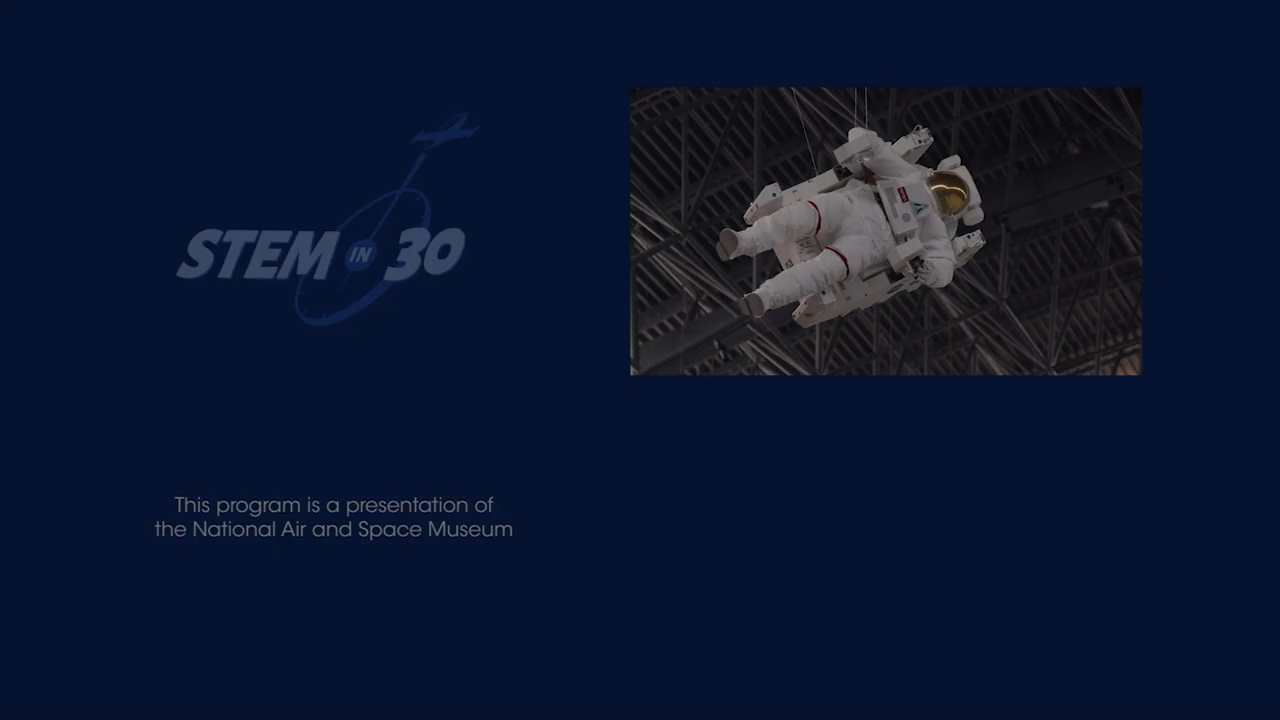 STEM IN 30
This program is a presentation of
the National Air and Space Museum